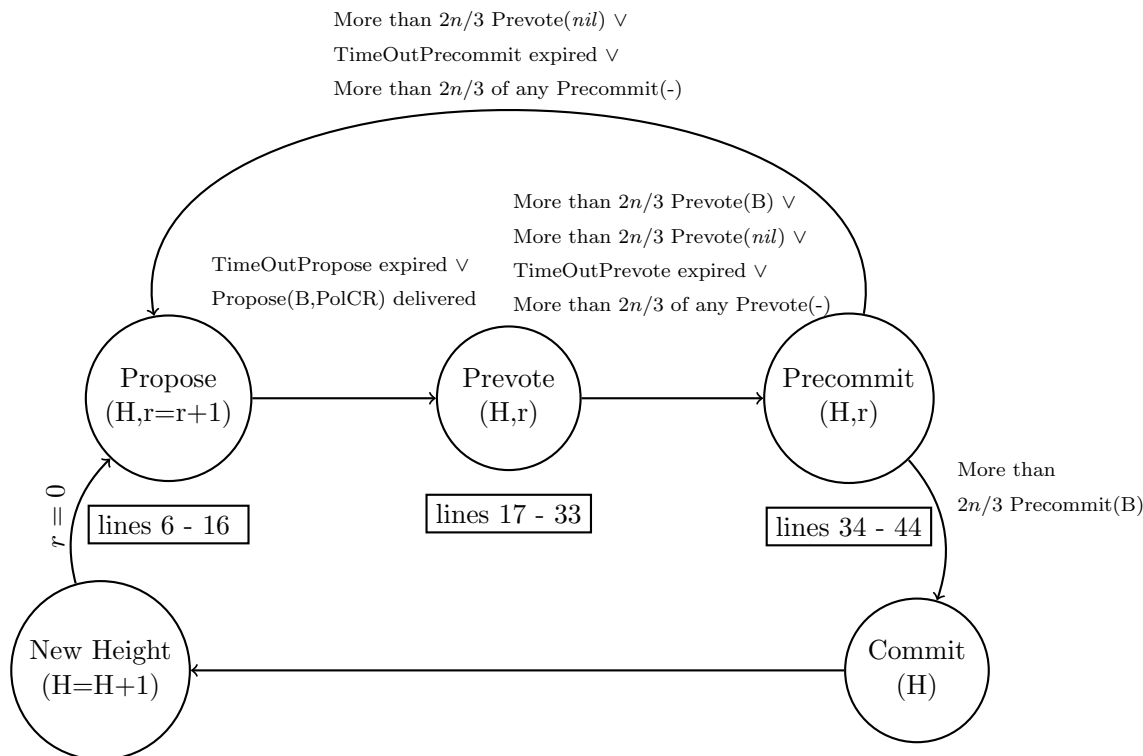 More than 2n/3 Prevote(nil) ∨
TimeOutPrecommit expired ∨
More than 2n/3 of any Precommit(-)
More than 2n/3 Prevote(B) ∨
More than 2n/3 Prevote(nil) ∨
TimeOutPrevote expired ∨
More than 2n/3 of any Prevote(-)
TimeOutPropose expired ∨
Propose(B,PolCR) delivered
Propose
(H,r=r+1)
Prevote
(H,r)
Precommit
(H,r)
More than
2n/3 Precommit(B)
r = 0
lines 6 - 16
lines 17 - 33
lines 34 - 44
New Height
(H=H+1)
Commit
(H)